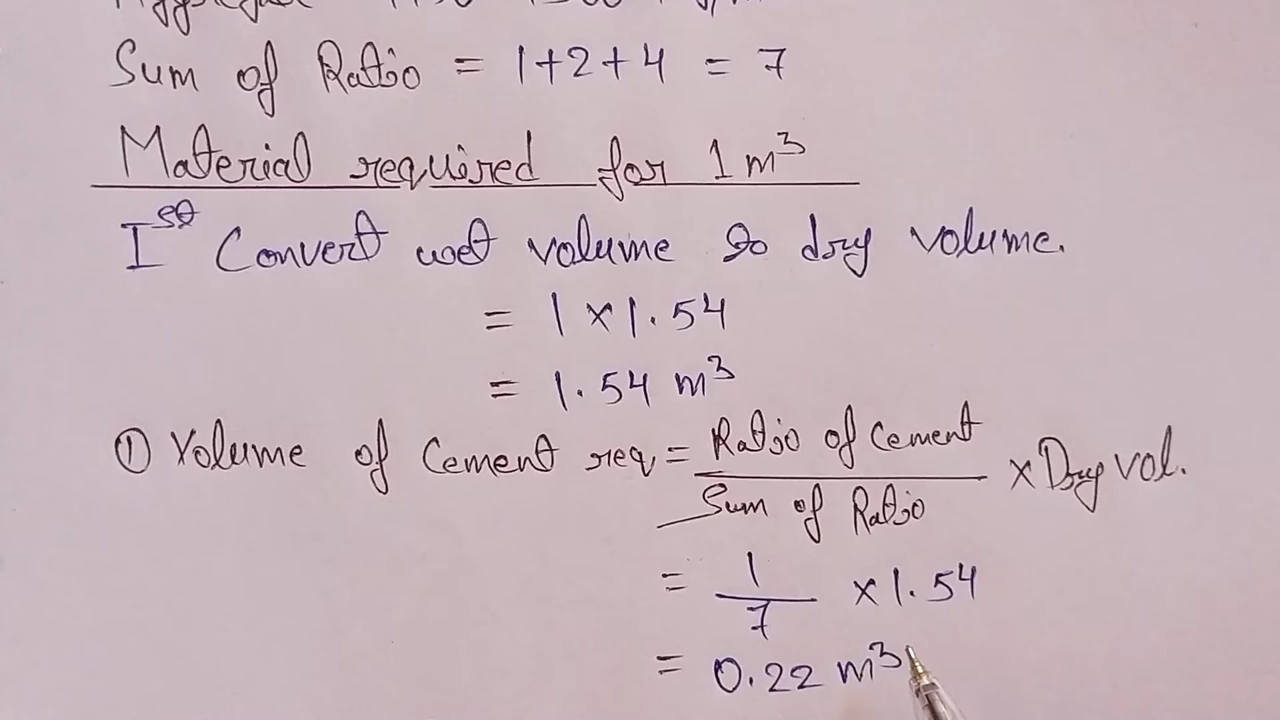 Sum of Ratio = 1+2+4 = 7
Material required for 1 m³
Ist Convert wet volume to dry volume.
= 1 × 1.54
= 1.54 m³
① Volume of Cement req = Ratio of Cement / Sum of Ratio × Dry vol.
= 1/7 × 1.54
= 0.22 m³